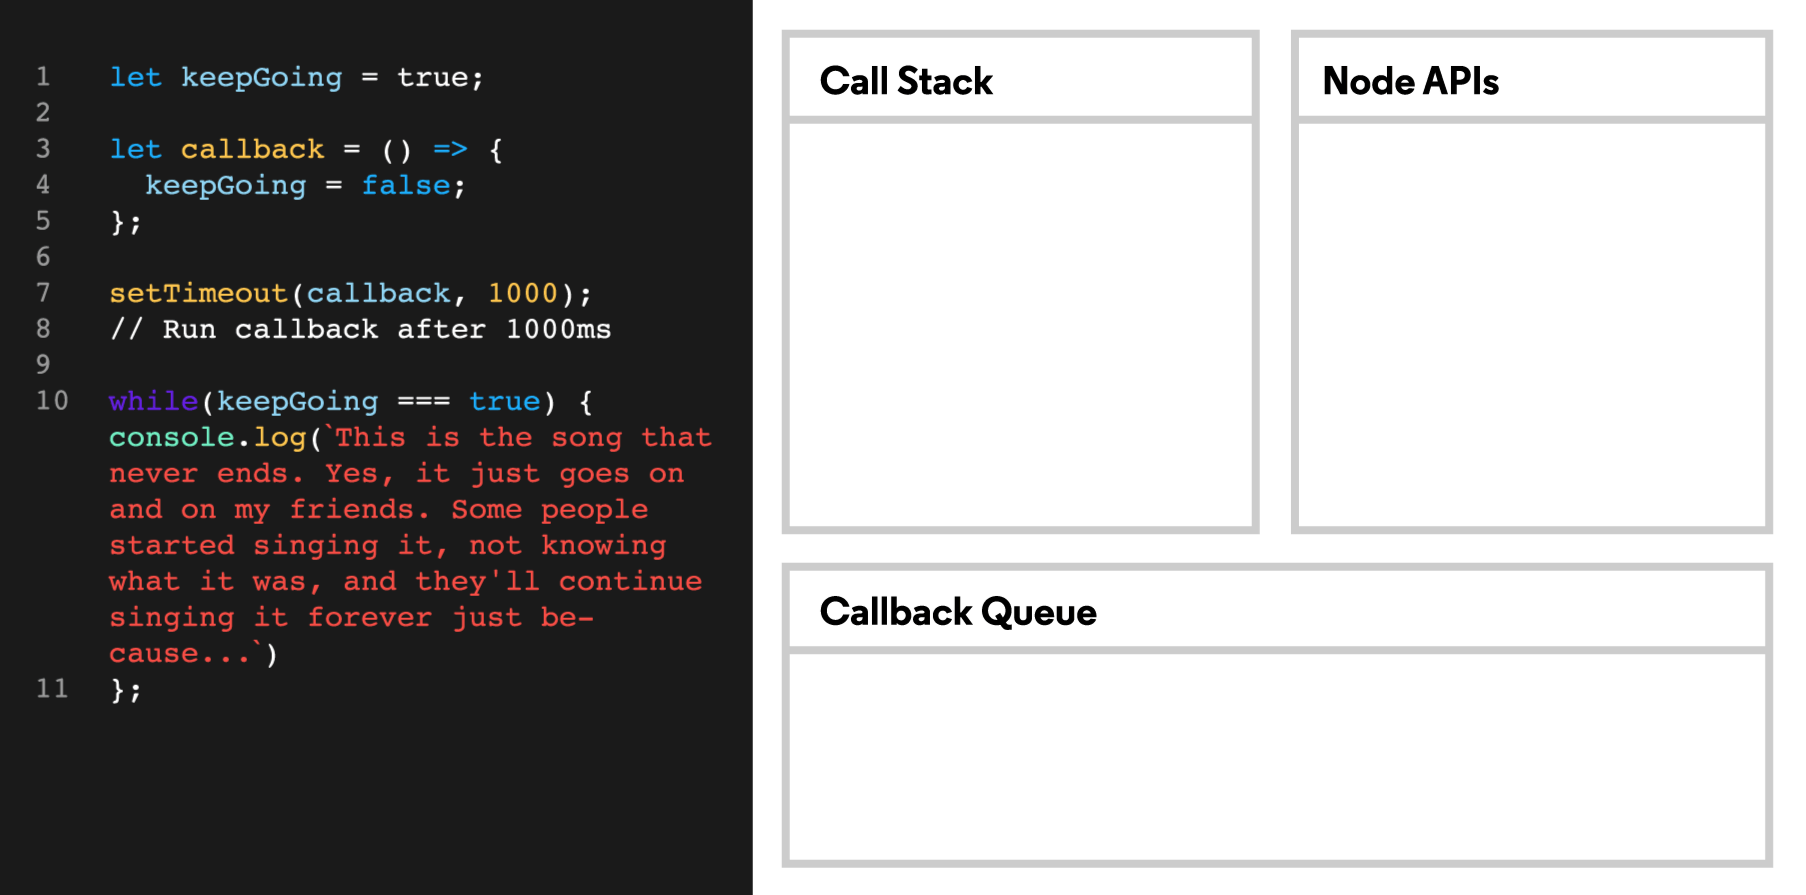 1 let keepGoing = true;
2
3 let callback = () => {
4   keepGoing = false;
5 };
6
7 setTimeout(callback, 1000);
8 // Run callback after 1000ms
9
10 while(keepGoing === true) {
console.log(`This is the song that
never ends. Yes, it just goes on
and on my friends. Some people
started singing it, not knowing
what it was, and they'll continue
singing it forever just be-
cause...`)
11 };
Call Stack
Node APIs
Callback Queue